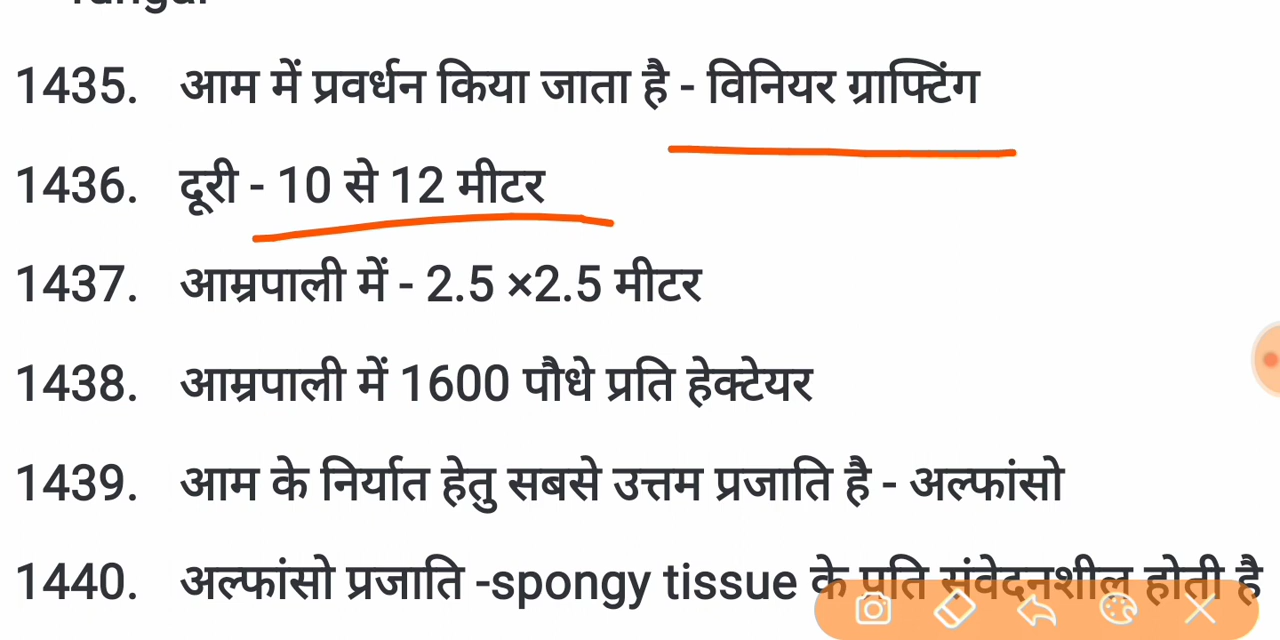 1435. आम में प्रवर्धन किया जाता है - विनियर ग्राफ्टिंग
1436. दूरी - 10 से 12 मीटर
1437. आम्रपाली में - 2.5 ×2.5 मीटर
1438. आम्रपाली में 1600 पौधे प्रति हेक्टेयर
1439. आम के निर्यात हेतु सबसे उत्तम प्रजाति है - अल्फांसो
1440. अल्फांसो प्रजाति -spongy tissue के प्रति संवेदनशील होती है